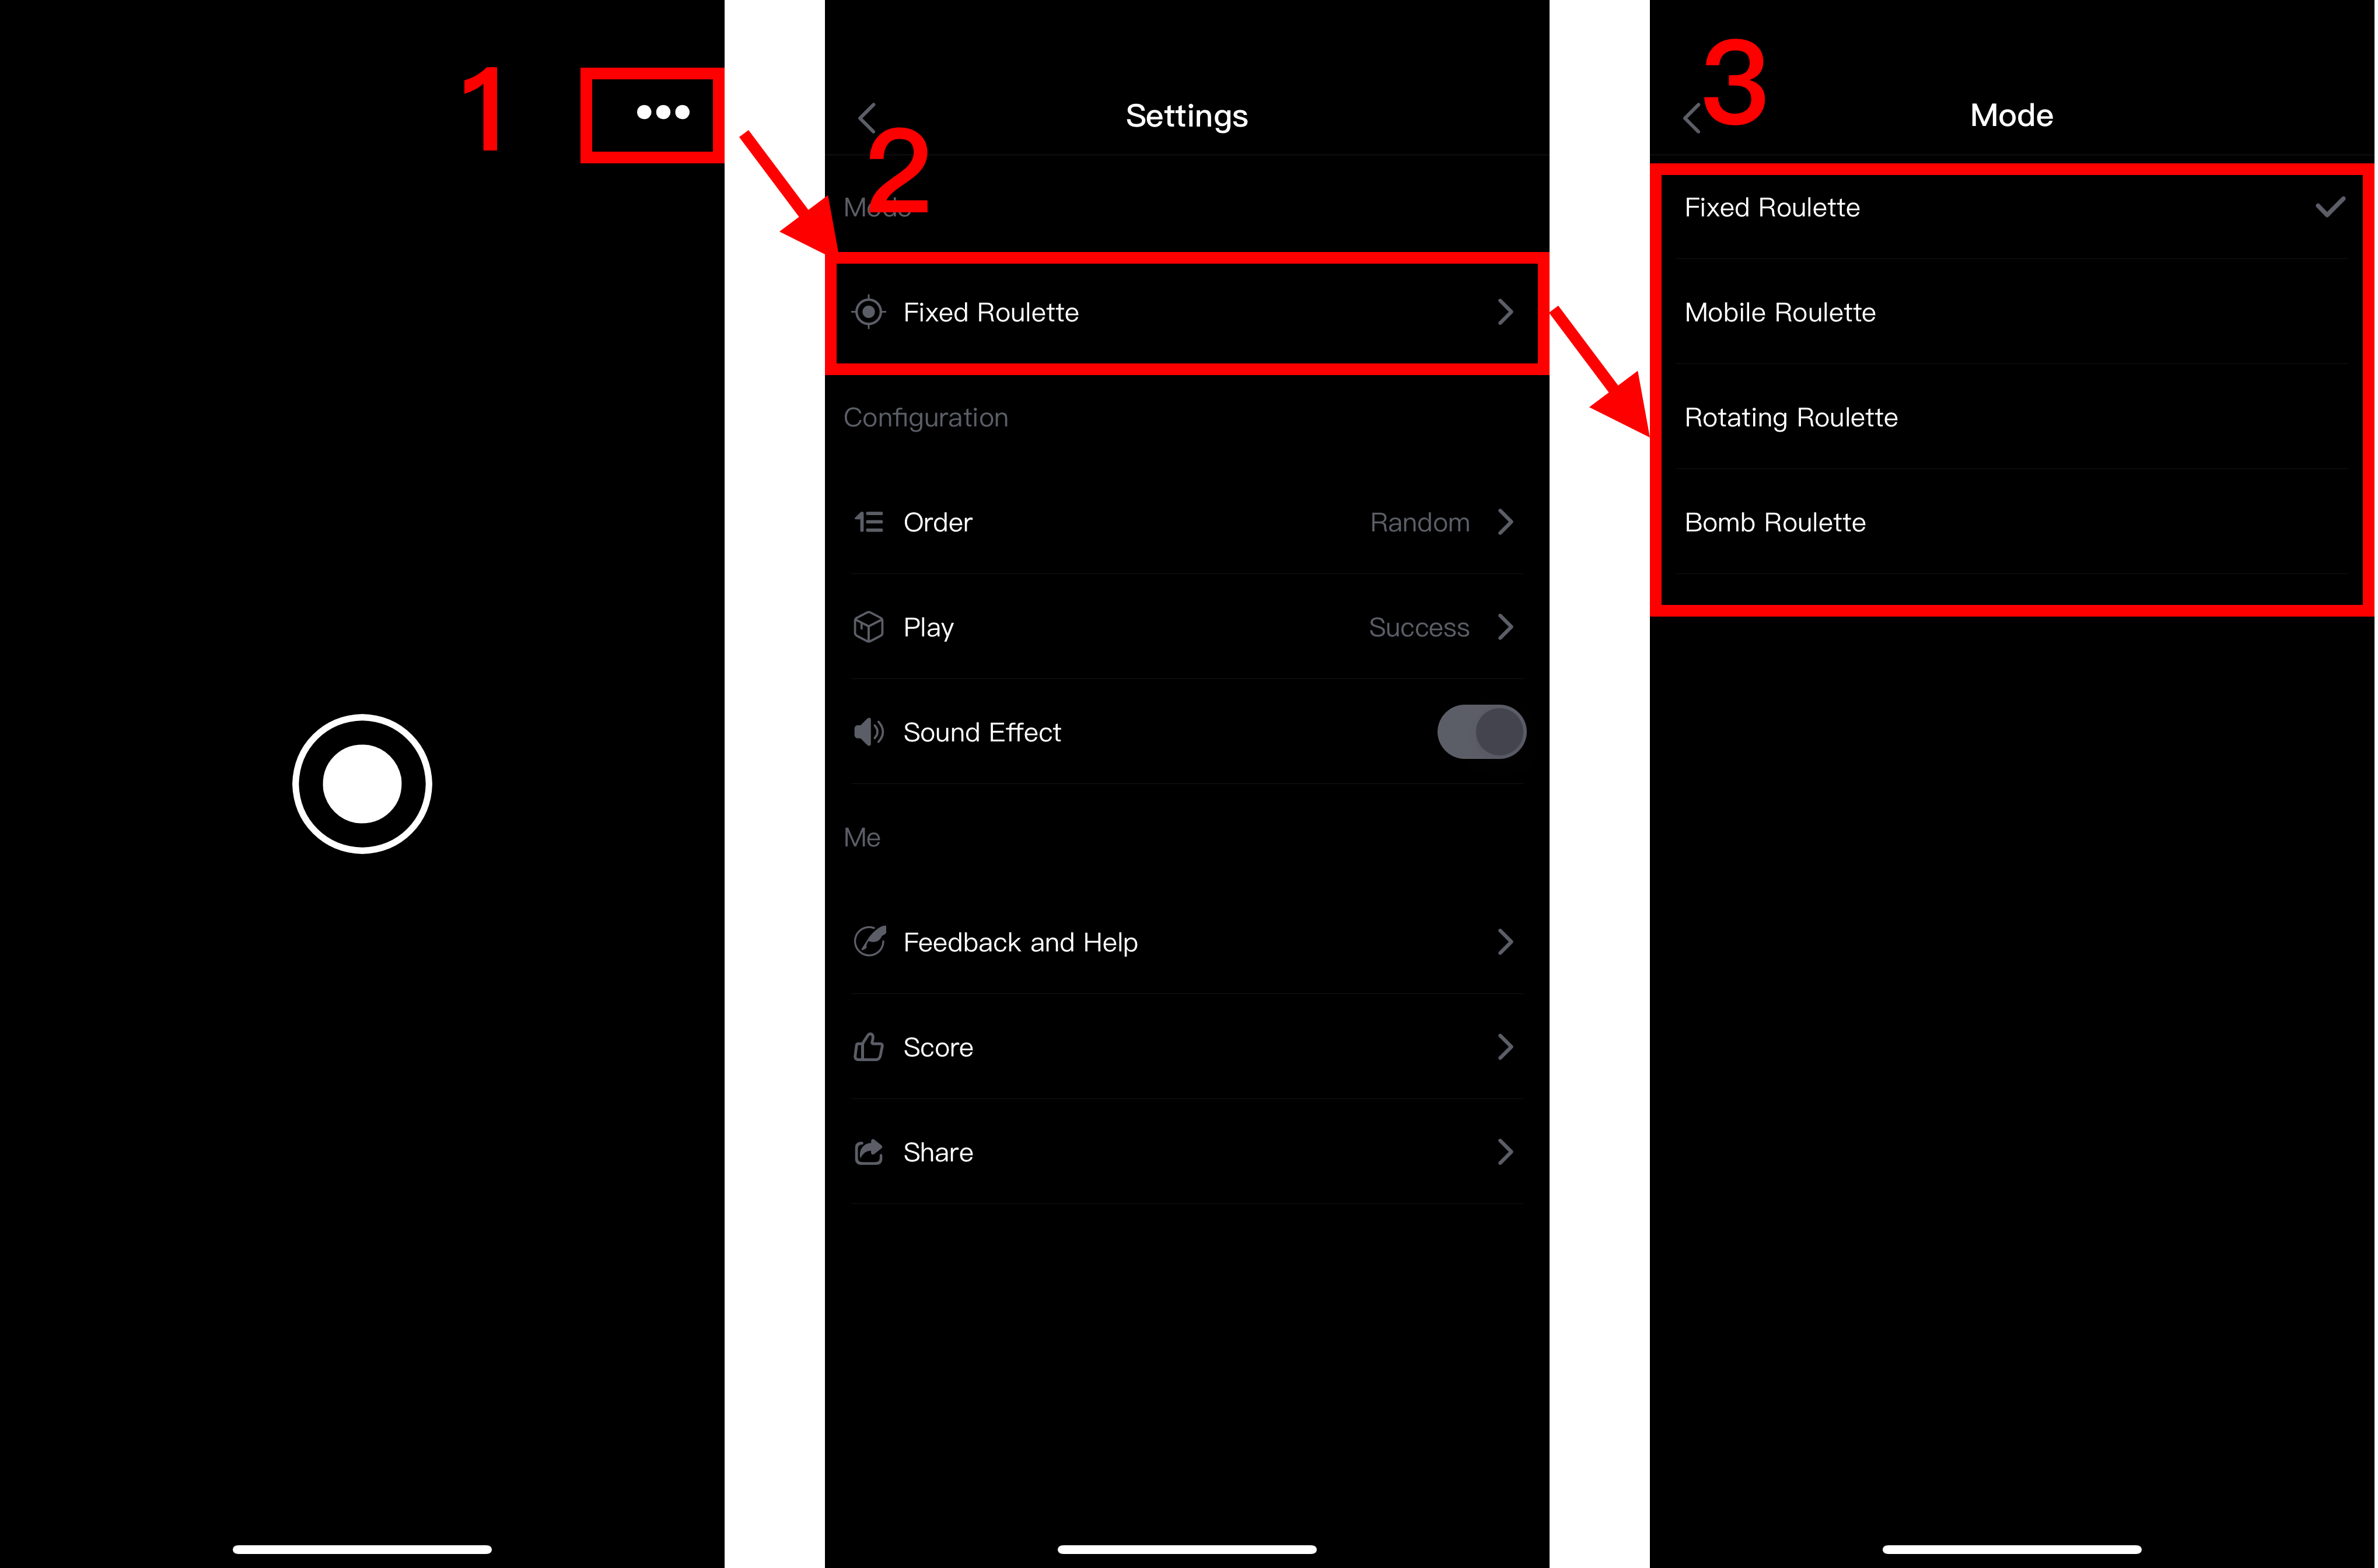 1
2
3
Settings
Mode
Fixed Roulette
Configuration
Order Random
Play Success
Sound Effect
Me
Feedback and Help
Score
Share
Mode
Fixed Roulette
Mobile Roulette
Rotating Roulette
Bomb Roulette